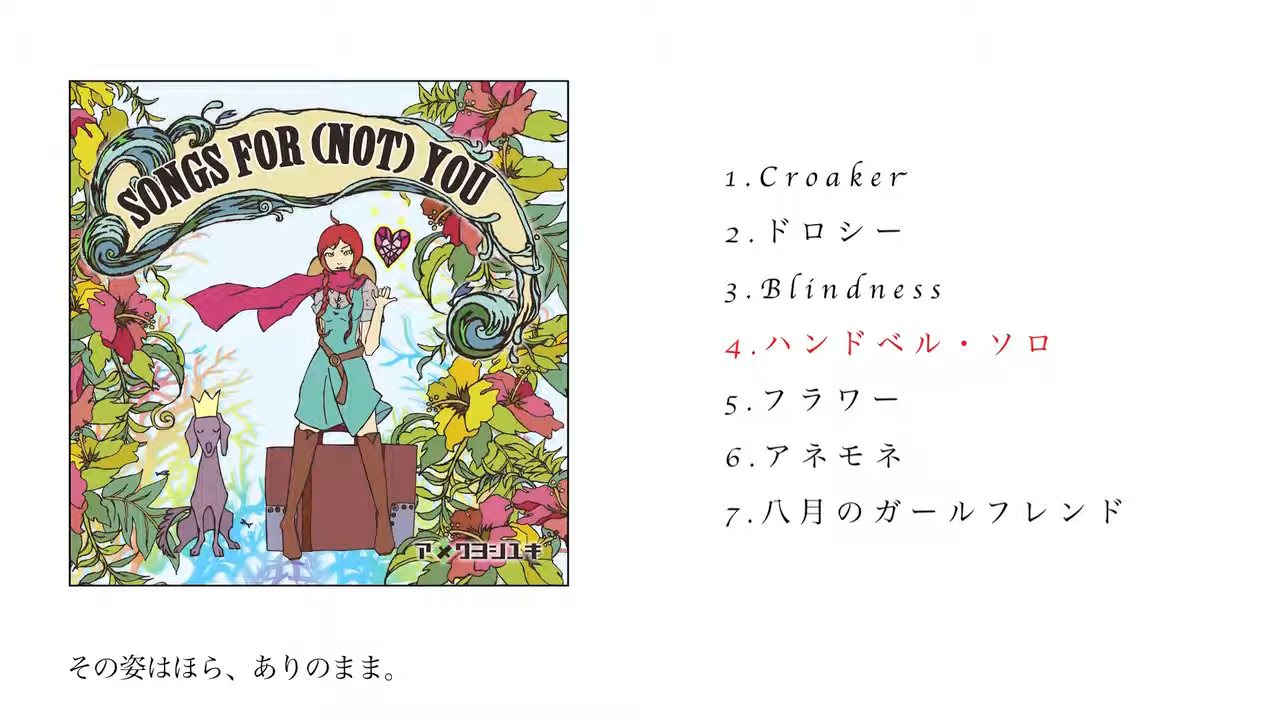 SONGS FOR (NOT) YOU
ア×ワヨシユキ
1.Croaker
2.ドロシー
3.Blindness
4.ハンドベル・ソロ
5.フラワー
6.アネモネ
7.八月のガールフレンド
その姿はほら、ありのまま。